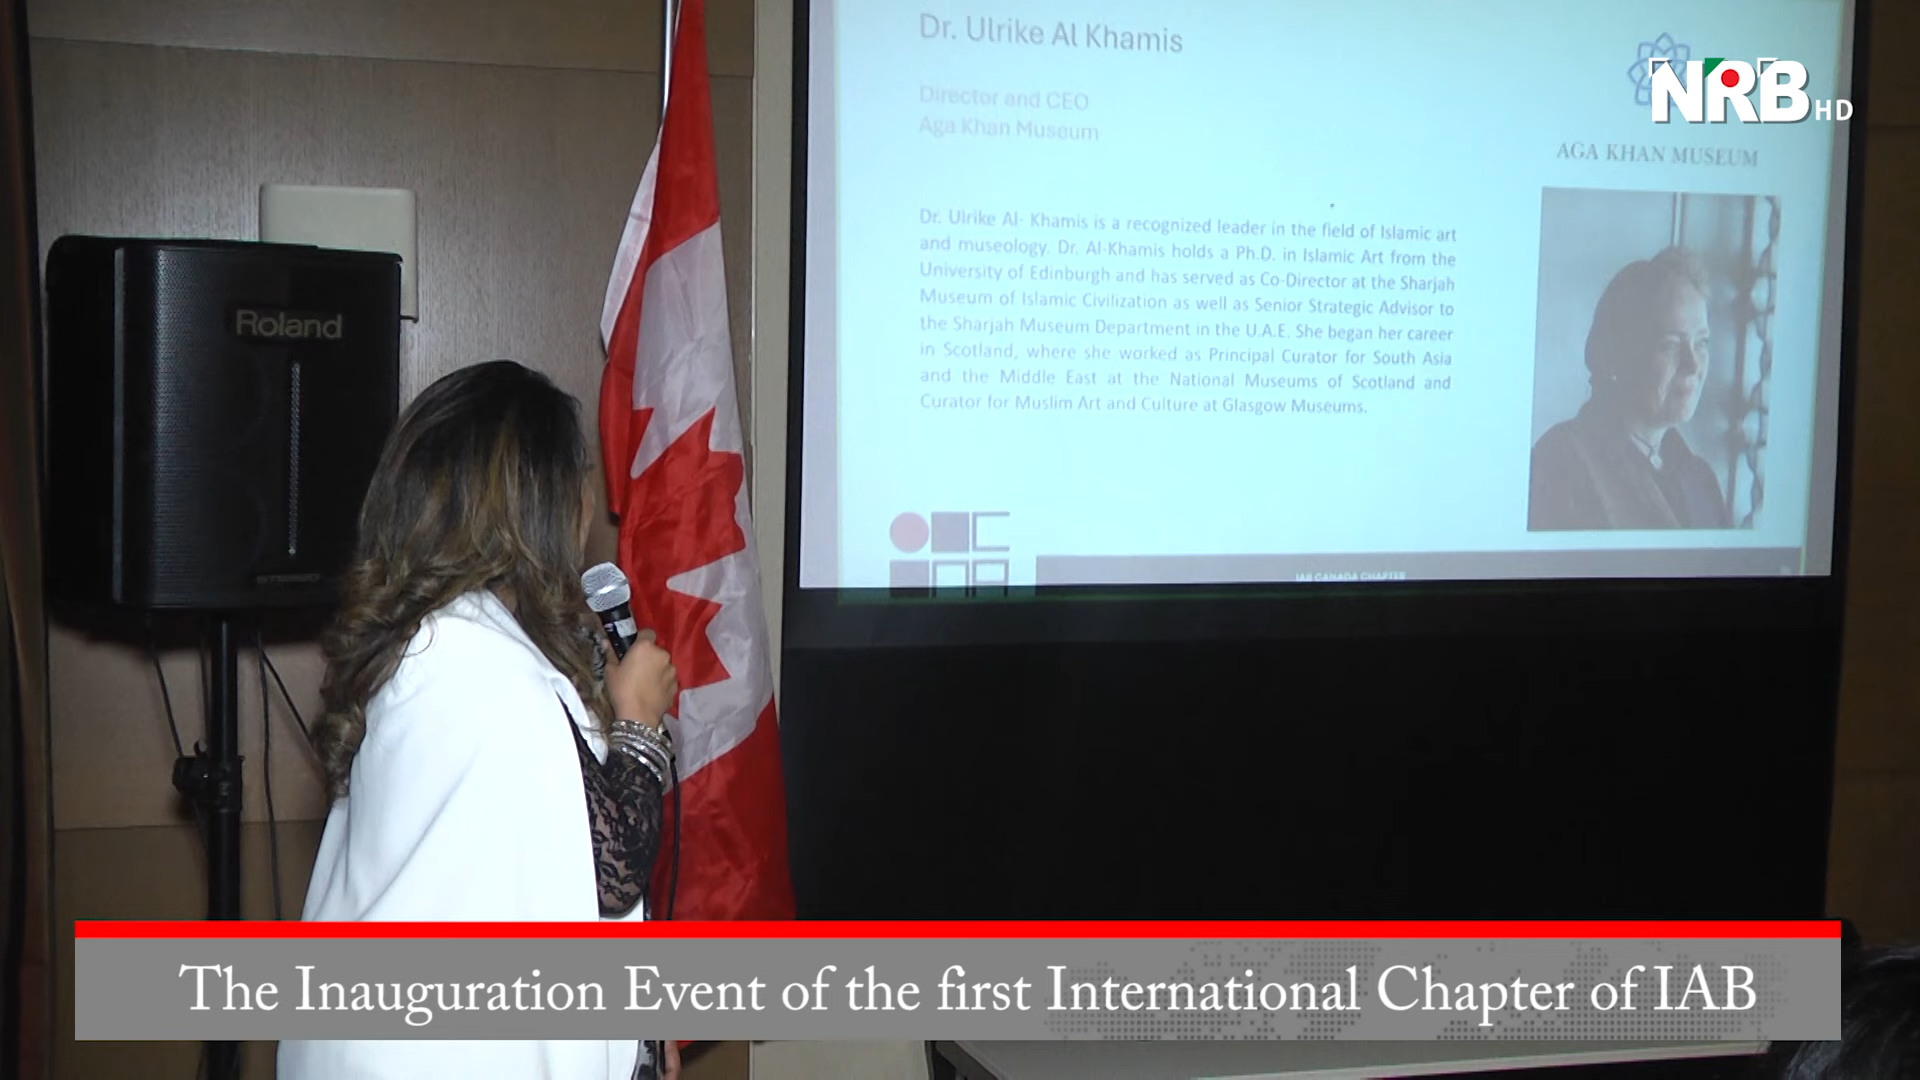 Dr. Ulrike Al Khamis
Director and CEO
Aga Khan Museum
NRB HD
AGA KHAN MUSEUM
Dr. Ulrike Al- Khamis is a recognized leader in the field of Islamic art
and museology. Dr. Al-Khamis holds a Ph.D. in Islamic Art from the
University of Edinburgh and has served as Co-Director at the Sharjah
Museum of Islamic Civilization as well as Senior Strategic Advisor to
the Sharjah Museum Department in the U.A.E. She began her career
in Scotland, where she worked as Principal Curator for South Asia
and the Middle East at the National Museums of Scotland and
Curator for Muslim Art and Culture at Glasgow Museums.
IAB CANADA CHAPTER
Roland
The Inauguration Event of the first International Chapter of IAB